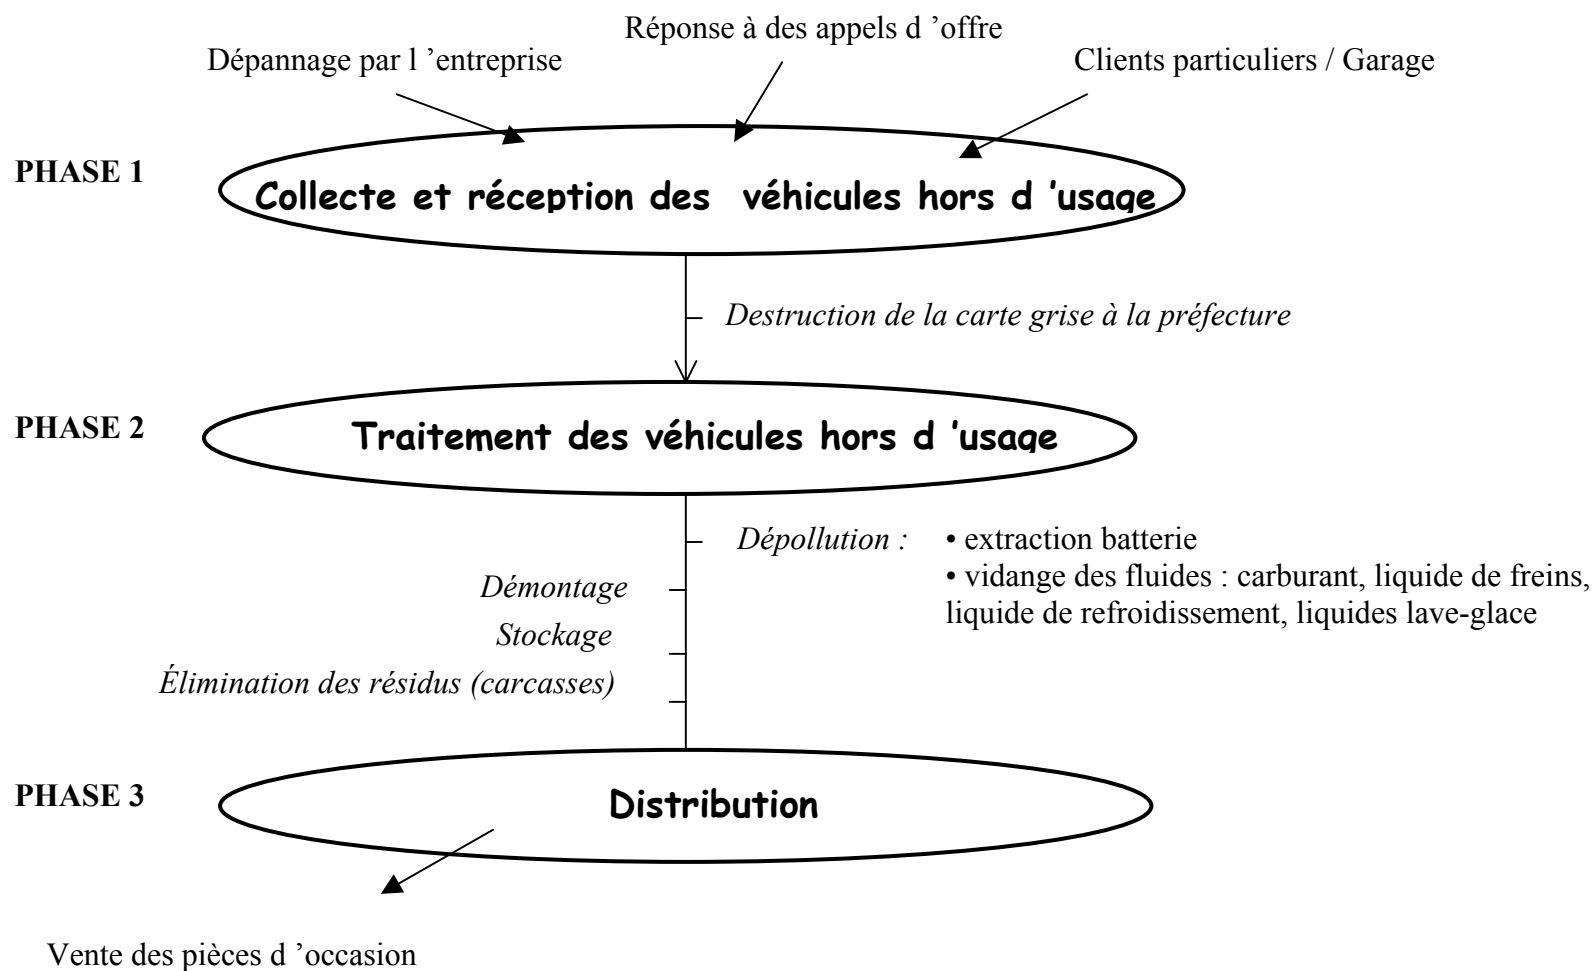 Réponse à des appels d ’offre
Dépannage par l ’entreprise
Clients particuliers / Garage
PHASE 1
Collecte et réception des véhicules hors d ’usage
Destruction de la carte grise à la préfecture
PHASE 2
Traitement des véhicules hors d ’usage
Dépollution :
• extraction batterie
• vidange des fluides : carburant, liquide de freins,
liquide de refroidissement, liquides lave-glace
Démontage
Stockage
Élimination des résidus (carcasses)
PHASE 3
Distribution
Vente des pièces d ’occasion